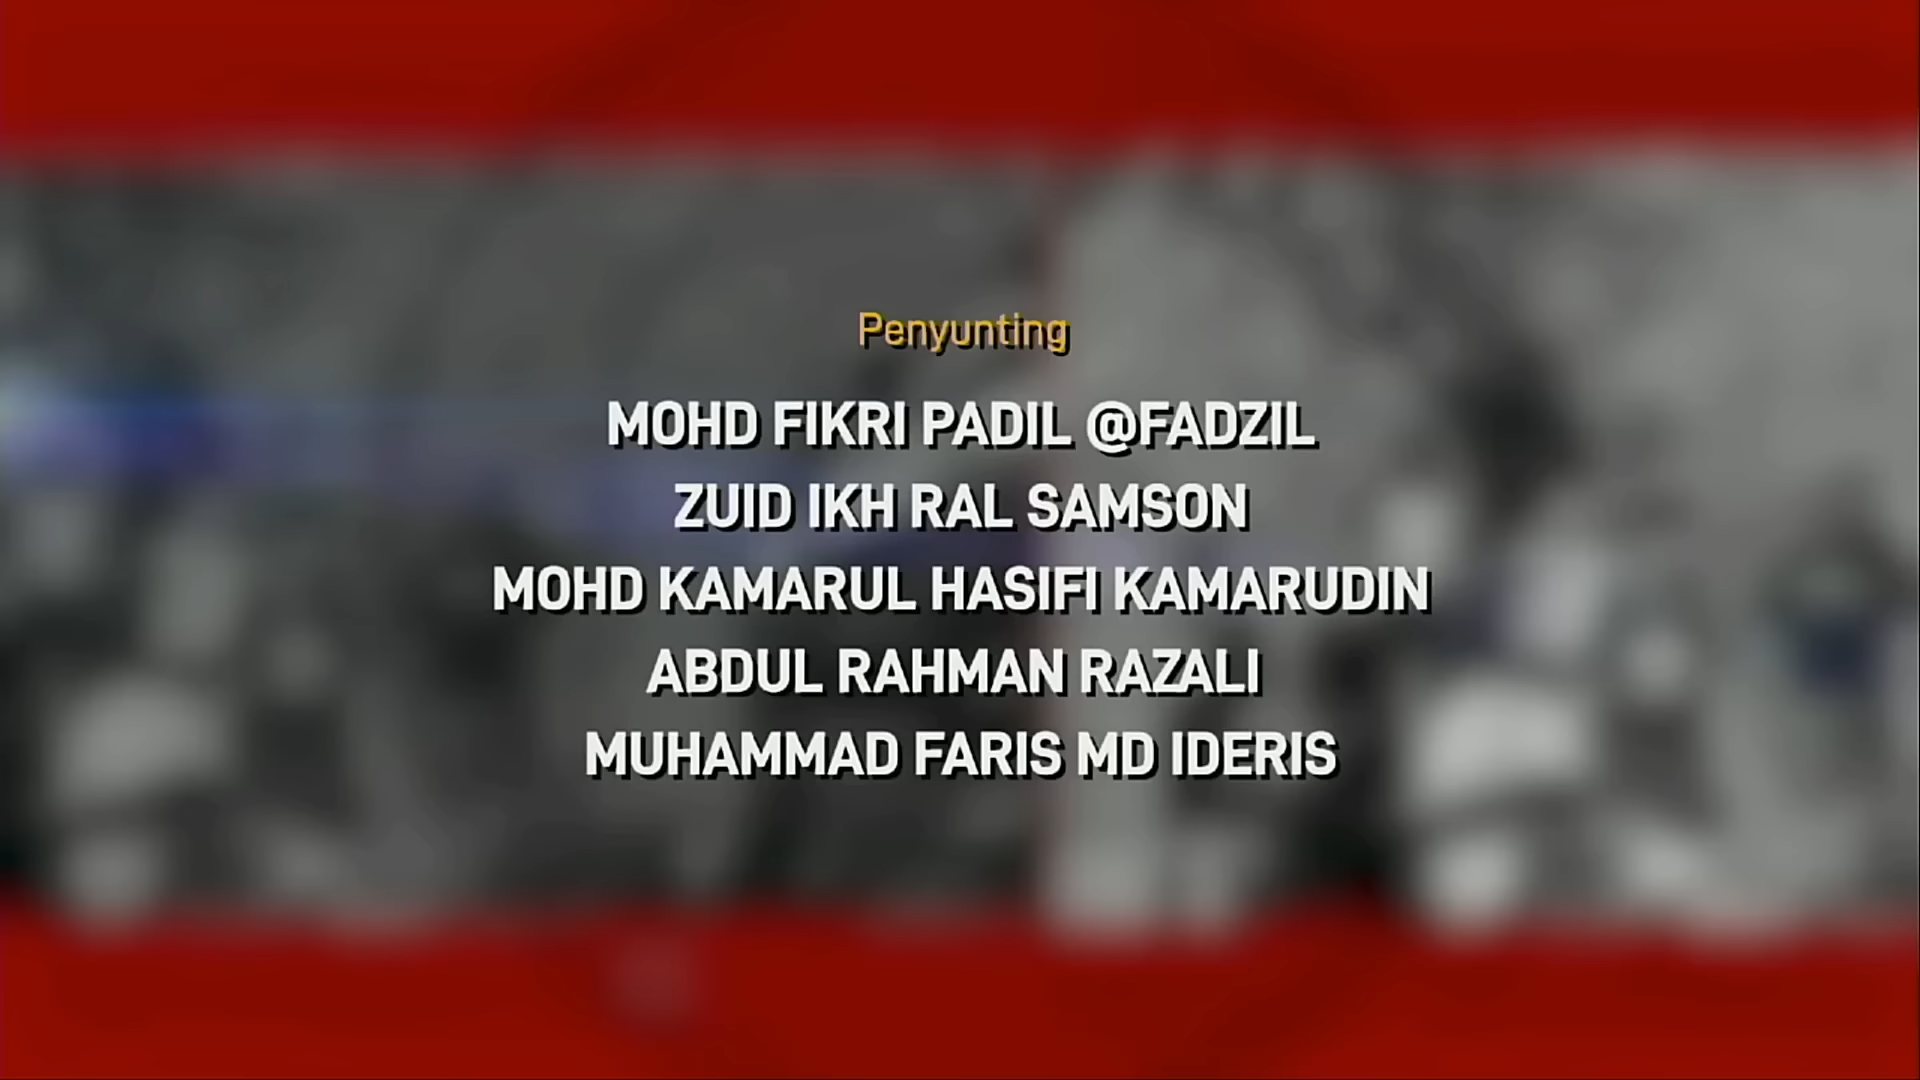 Penyunting
MOHD FIKRI PADIL @FADZIL
ZUID IKH RAL SAMSON
MOHD KAMARUL HASIFI KAMARUDIN
ABDUL RAHMAN RAZALI
MUHAMMAD FARIS MD IDERIS